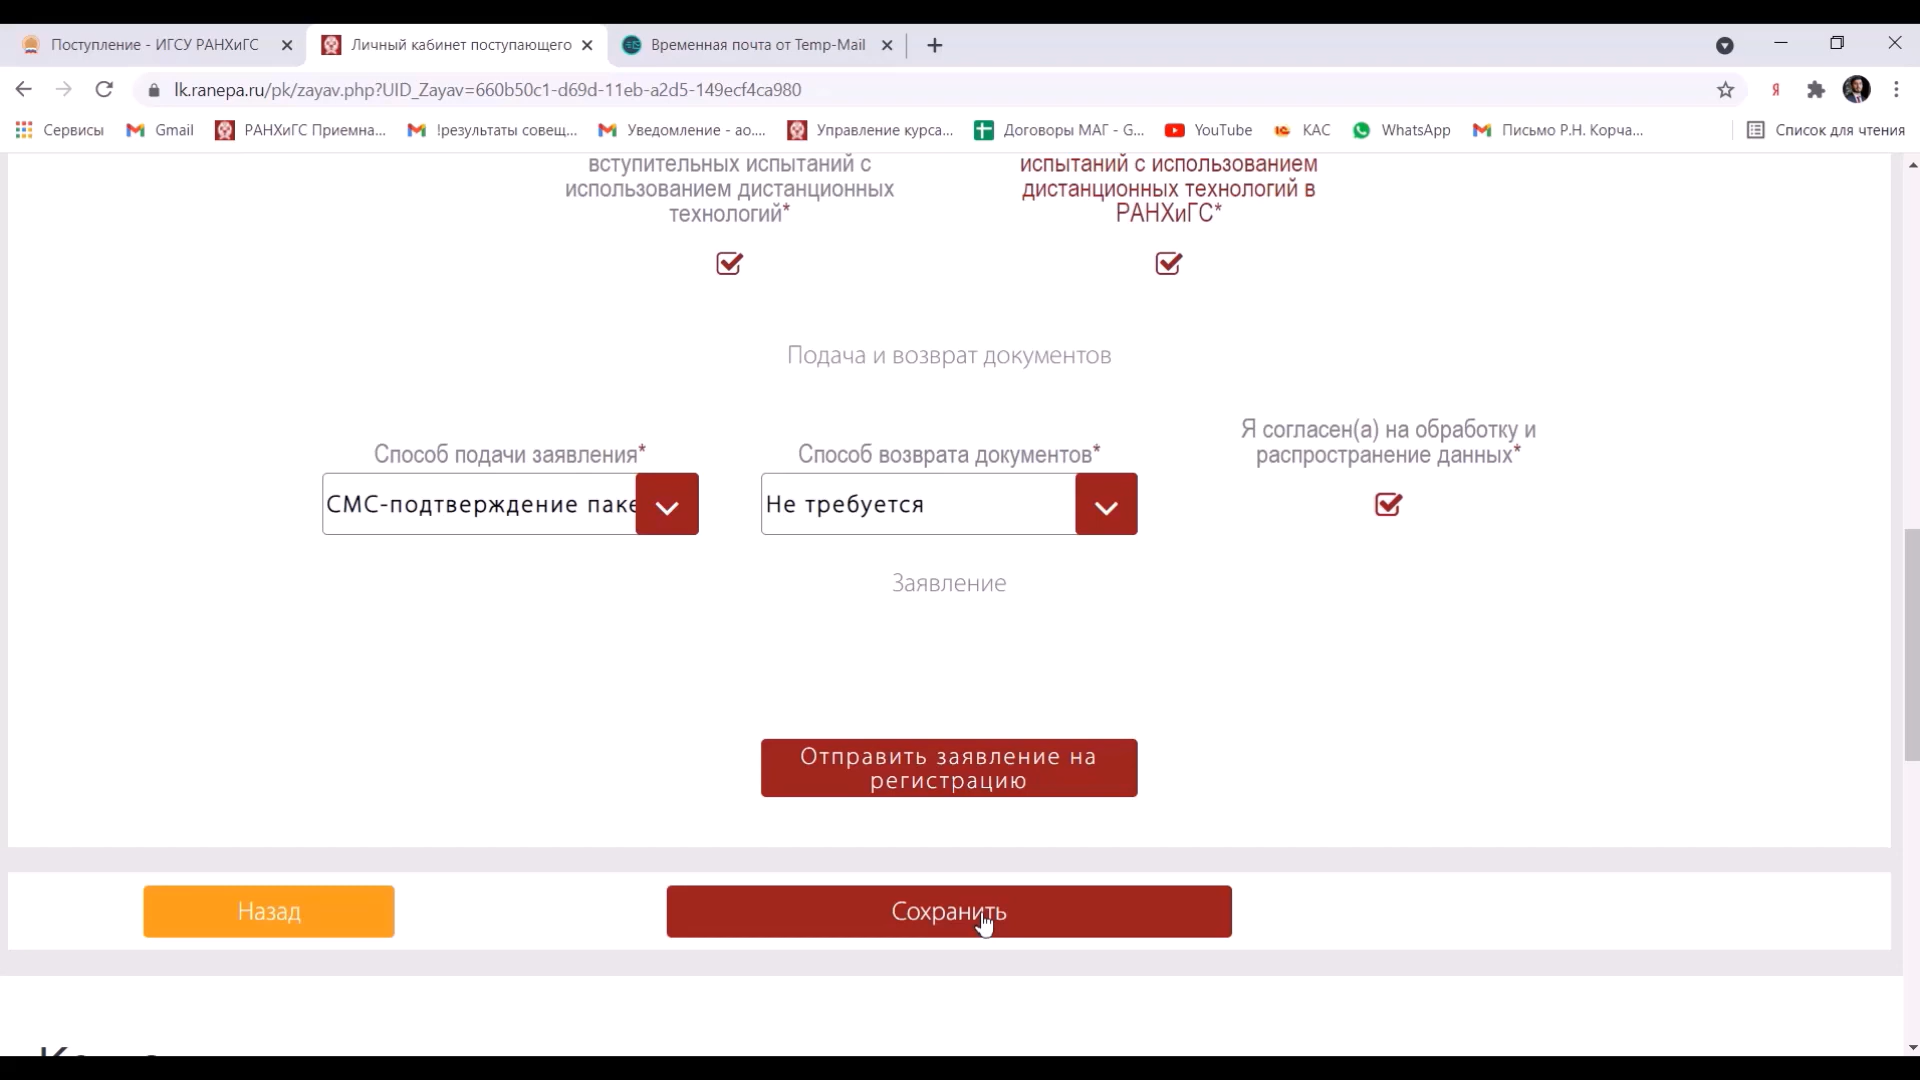 Поступление - ИГСУ РАНХиГС
Личный кабинет поступающего
Временная почта от Temp-Mail
lk.ranepa.ru/pk/zayav.php?UID_Zayav=660b50c1-d69d-11eb-a2d5-149ecf4ca980
Я
Сервисы
Gmail
РАНХиГС Приемна...
!результаты совещ...
Уведомление - ао....
Управление курса...
Договоры МАГ - G...
YouTube
КАС
WhatsApp
Письмо Р.Н. Корча...
Список для чтения
вступительных испытаний с
использованием дистанционных
технологий*
испытаний с использованием
дистанционных технологий в
РАНХиГС*
Подача и возврат документов
Способ подачи заявления*
Способ возврата документов*
Я согласен(а) на обработку и
распространение данных*
СМС-подтверждение паке
Не требуется
Заявление
Отправить заявление на
регистрацию
Назад
Сохранить